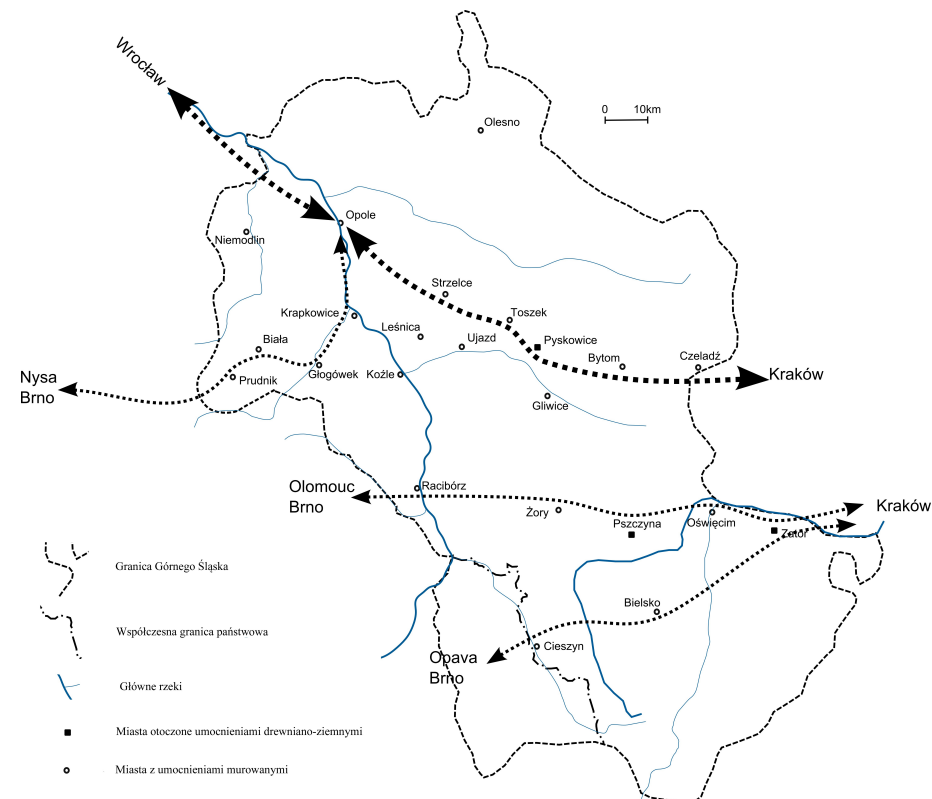 Wrocław
0 10km
Olesno
Opole
Niemodlin
Strzelce
Krapkowice
Toszek
Leśnica
Ujazd
Pyskowice
Biała
Bytom
Czeladź
Prudnik
Głogówek
Koźle
Kraków
Nysa
Brno
Gliwice
Olomouc
Brno
Racibórz
Żory
Pszczyna
Oświęcim
Zator
Kraków
Granica Górnego Śląska
Bielsko
Współczesna granica państwowa
Cieszyn
Opava
Brno
Główne rzeki
Miasta otoczone umocnieniami drewniano-ziemnymi
Miasta z umocnieniami murowanymi